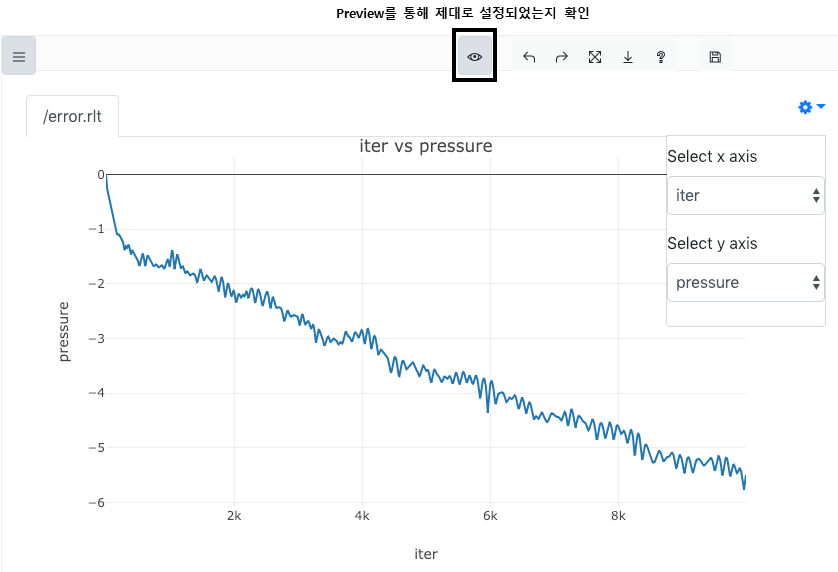 Preview를 통해 제대로 설정되었는지 확인
/error.rlt
iter vs pressure
Select x axis
iter
Select y axis
pressure
0
−1
−2
−3
−4
−5
−6
pressure
2k 4k 6k 8k
iter